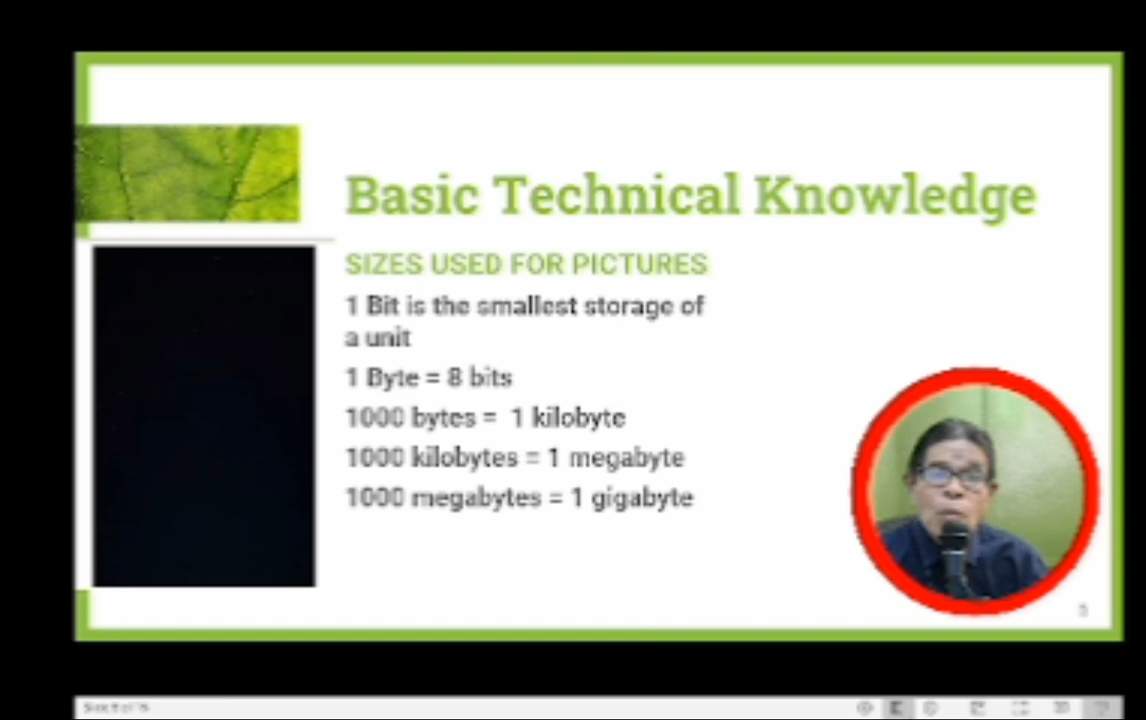 Basic Technical Knowledge
SIZES USED FOR PICTURES
1 Bit is the smallest storage of
a unit
1 Byte = 8 bits
1000 bytes = 1 kilobyte
1000 kilobytes = 1 megabyte
1000 megabytes = 1 gigabyte